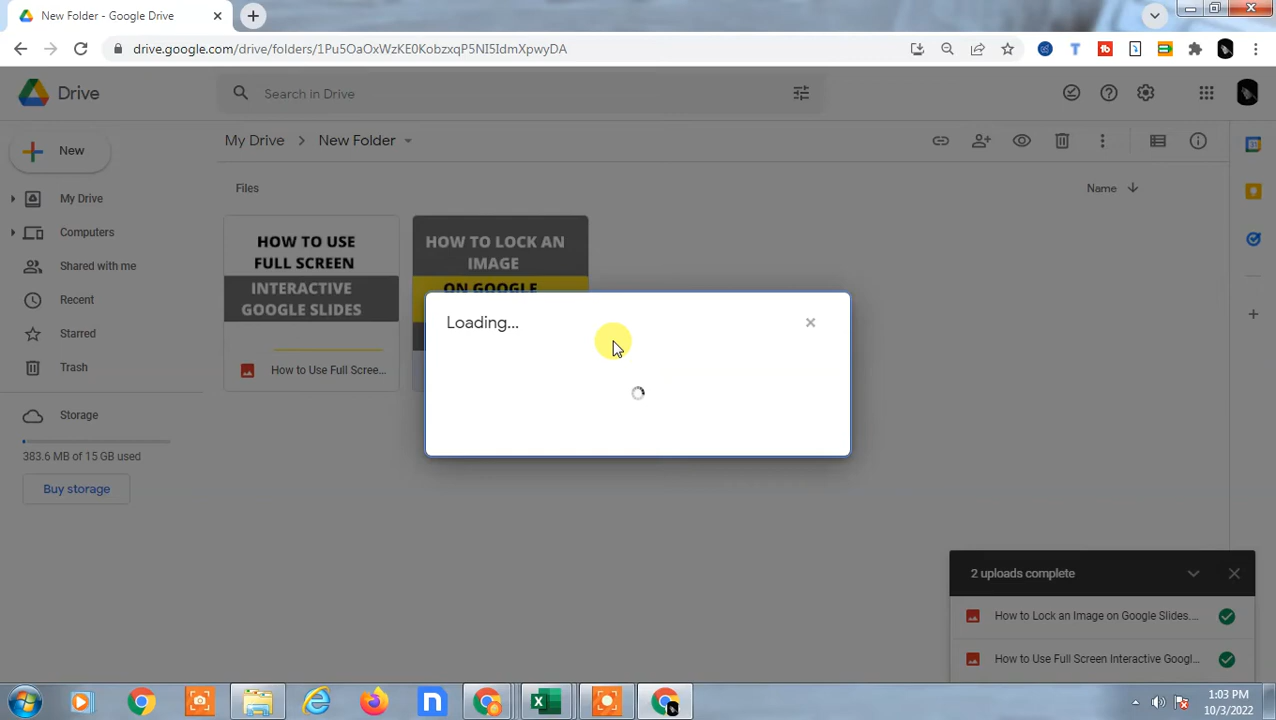 New Folder - Google Drive
drive.google.com/drive/folders/1Pu5OaOxWzKE0KobzxqP5NI5IdmXpwyDA
Drive
Search in Drive
New
My Drive
Computers
Shared with me
Recent
Starred
Trash
Storage
383.6 MB of 15 GB used
Buy storage
My Drive
New Folder
Files
Name
HOW TO USE
FULL SCREEN
INTERACTIVE
GOOGLE SLIDES
How to Use Full Scree...
HOW TO LOCK AN
IMAGE
ON GOOGLE
Loading...
2 uploads complete
How to Lock an Image on Google Slides....
How to Use Full Screen Interactive Googl...
1:03 PM
10/3/2022